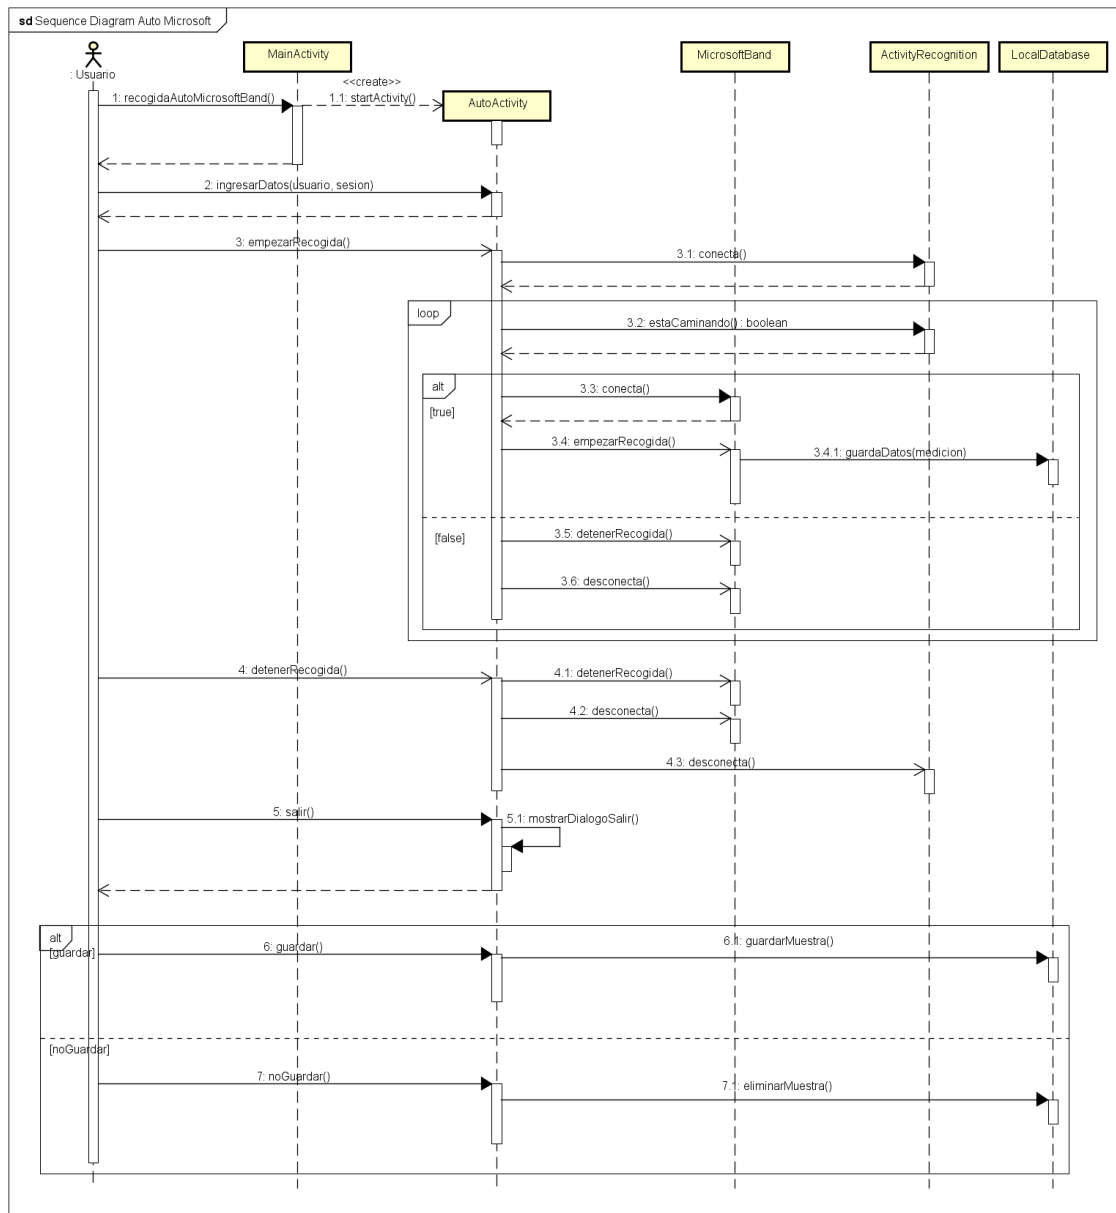 sd Sequence Diagram Auto Microsoft
MainActivity
MicrosoftBand
ActivityRecognition
LocalDatabase
: Usuario
<<create>>
1: recogidaAutoMicrosoftBand()
1.1: startActivity()
AutoActivity
2: ingresarDatos(usuario, sesion)
3: empezarRecogida()
3.1: conecta()
loop
3.2: estaCaminando() : boolean
alt
3.3: conecta()
[true]
3.4: empezarRecogida()
3.4.1: guardaDatos(medicion)
[false]
3.5: detenerRecogida()
3.6: desconecta()
4: detenerRecogida()
4.1: detenerRecogida()
4.2: desconecta()
4.3: desconecta()
5: salir()
5.1: mostrarDialogoSalir()
alt
[guardar]
6: guardar()
6.1: guardarMuestra()
[noGuardar]
7: noGuardar()
7.1: eliminarMuestra()